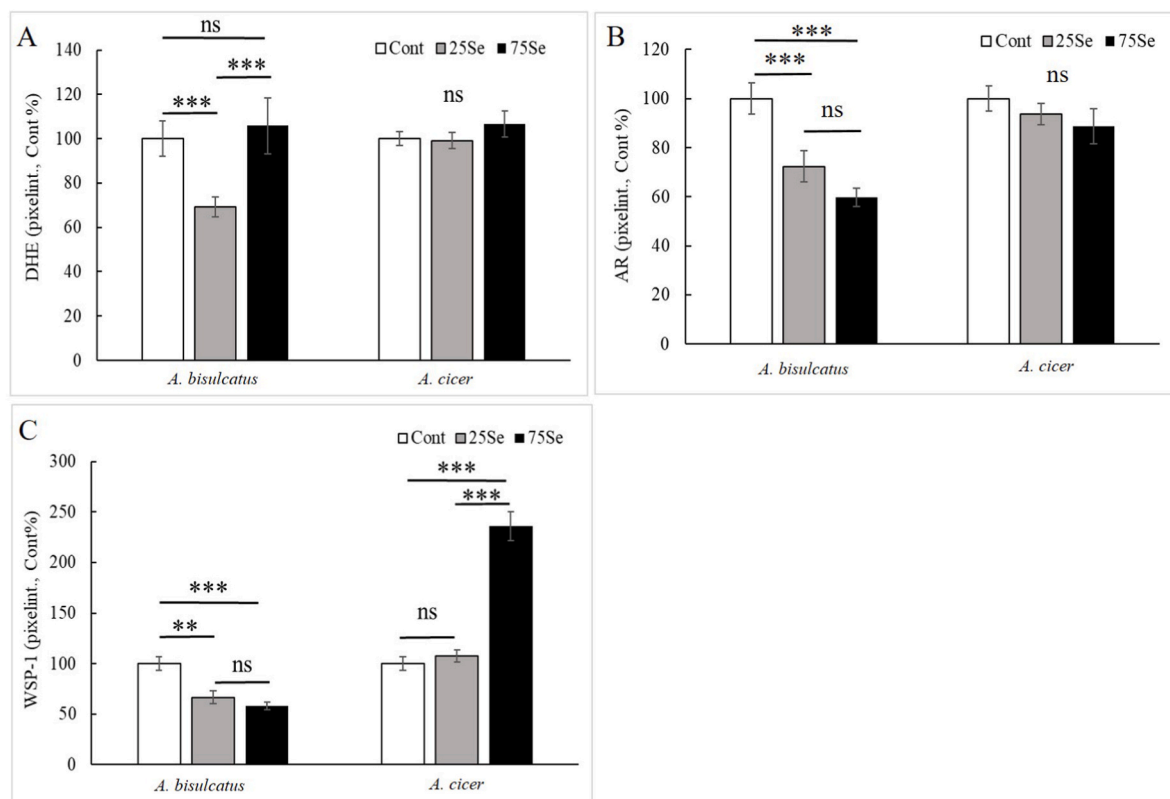 A
ns
140
Cont 25Se 75Se
120
***
***
ns
100
80
60
40
20
0
DHE (pixelint., Cont %)
A. bisulcatus
A. cicer
B
***
Cont 25Se 75Se
120
***
ns
100
ns
80
60
40
20
0
AR (pixelint., Cont %)
A. bisulcatus
A. cicer
C
Cont 25Se 75Se
300
***
***
250
200
150
***
**
ns
ns
100
50
0
WSP-1 (pixelint., Cont%)
A. bisulcatus
A. cicer